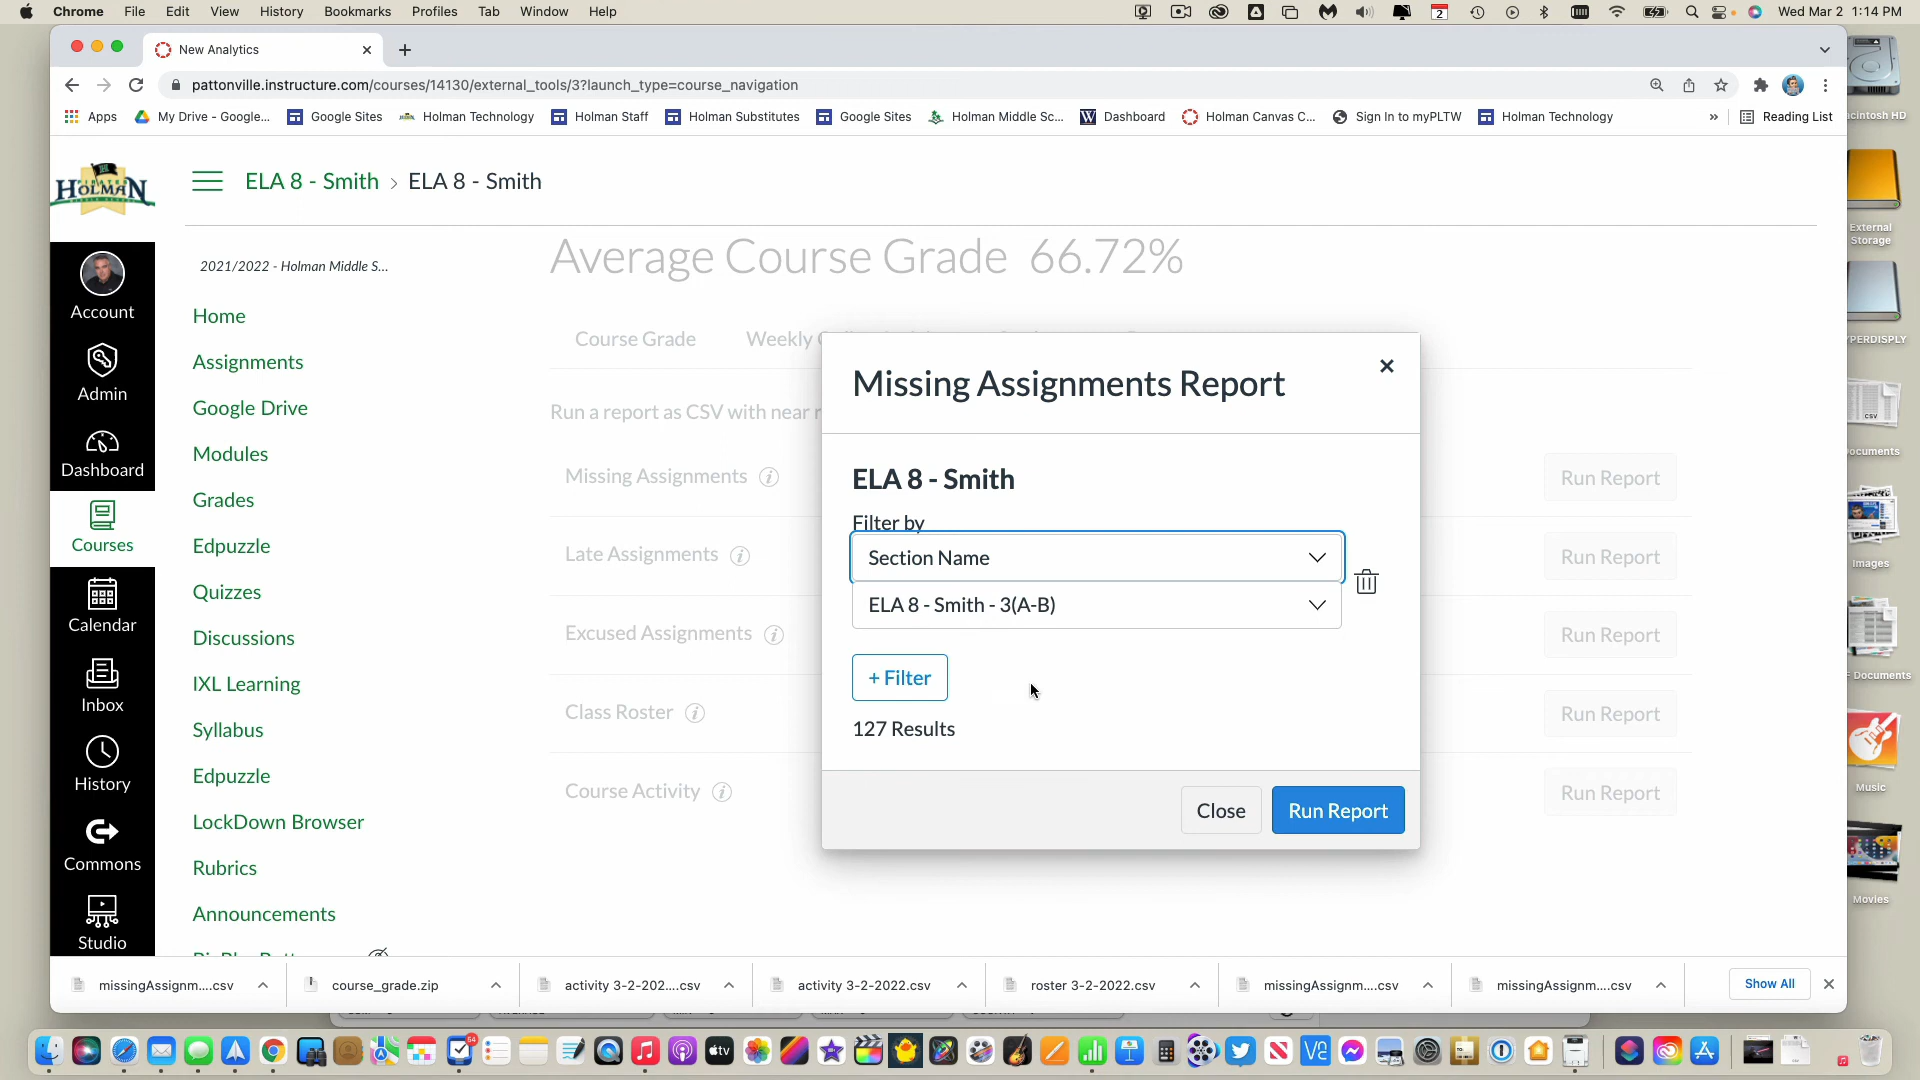 Chrome File Edit View History Bookmarks Profiles Tab Window Help
2
Wed Mar 2 1:14 PM
New Analytics
pattonville.instructure.com/courses/14130/external_tools/3?launch_type=course_navigation
Apps My Drive - Google... Google Sites Holman Technology Holman Staff Holman Substitutes Google Sites Holman Middle Sc... Dashboard Holman Canvas C... Sign In to myPLTW Holman Technology » Reading List
HOLMAN
ELA 8 - Smith › ELA 8 - Smith
Account
Admin
Dashboard
Courses
Calendar
Inbox
History
Commons
Studio
2021/2022 - Holman Middle S...
Home
Assignments
Google Drive
Modules
Grades
Edpuzzle
Quizzes
Discussions
IXL Learning
Syllabus
Edpuzzle
LockDown Browser
Rubrics
Announcements
Average Course Grade 66.72%
Course Grade Weekly
Run a report as CSV with near r
Missing Assignments
Run Report
Late Assignments
Run Report
Excused Assignments
Run Report
Class Roster
Run Report
Course Activity
Run Report
Missing Assignments Report
ELA 8 - Smith
Filter by
Section Name
ELA 8 - Smith - 3(A-B)
+ Filter
127 Results
Close
Run Report
acintosh HD
External
Storage
YPERDISPLY
CSV
ocuments
Images
Documents
Music
Movies
missingAssignm....csv
course_grade.zip
activity 3-2-202....csv
activity 3-2-2022.csv
roster 3-2-2022.csv
missingAssignm....csv
missingAssignm....csv
Show All
tv